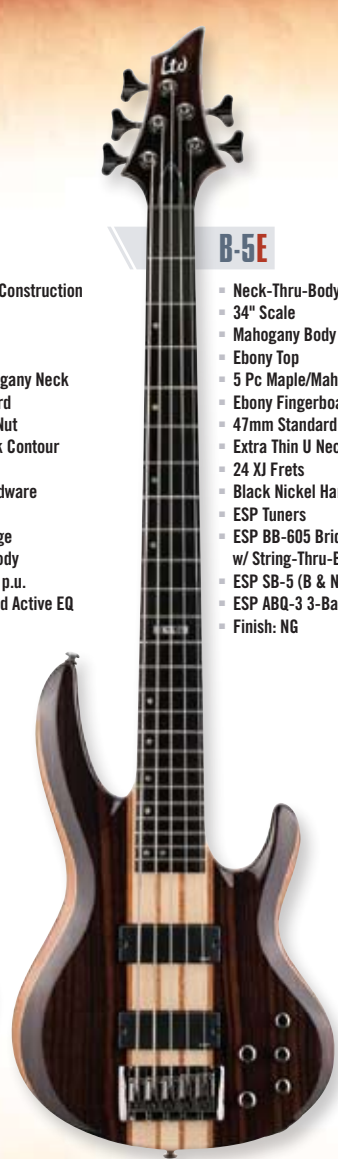 Ltd
Construction
gany Neck
rd
Nut
k Contour
dware
ge
ody
p.u.
d Active EQ
B-5E
Neck-Thru-Body
34" Scale
Mahogany Body
Ebony Top
5 Pc Maple/Mah
Ebony Fingerboa
47mm Standard
Extra Thin U Nec
24 XJ Frets
Black Nickel Har
ESP Tuners
ESP BB-605 Brid
w/ String-Thru-B
ESP SB-5 (B & N
ESP ABQ-3 3-Ba
Finish: NG